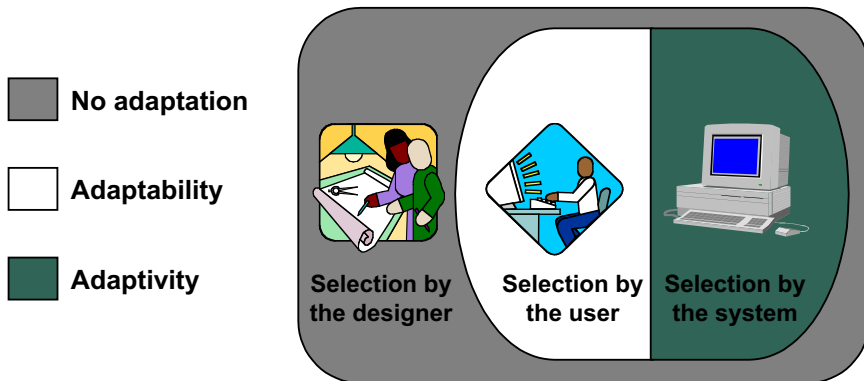 No adaptation
Adaptability
Adaptivity
Selection by
the designer
Selection by
the user
Selection by
the system